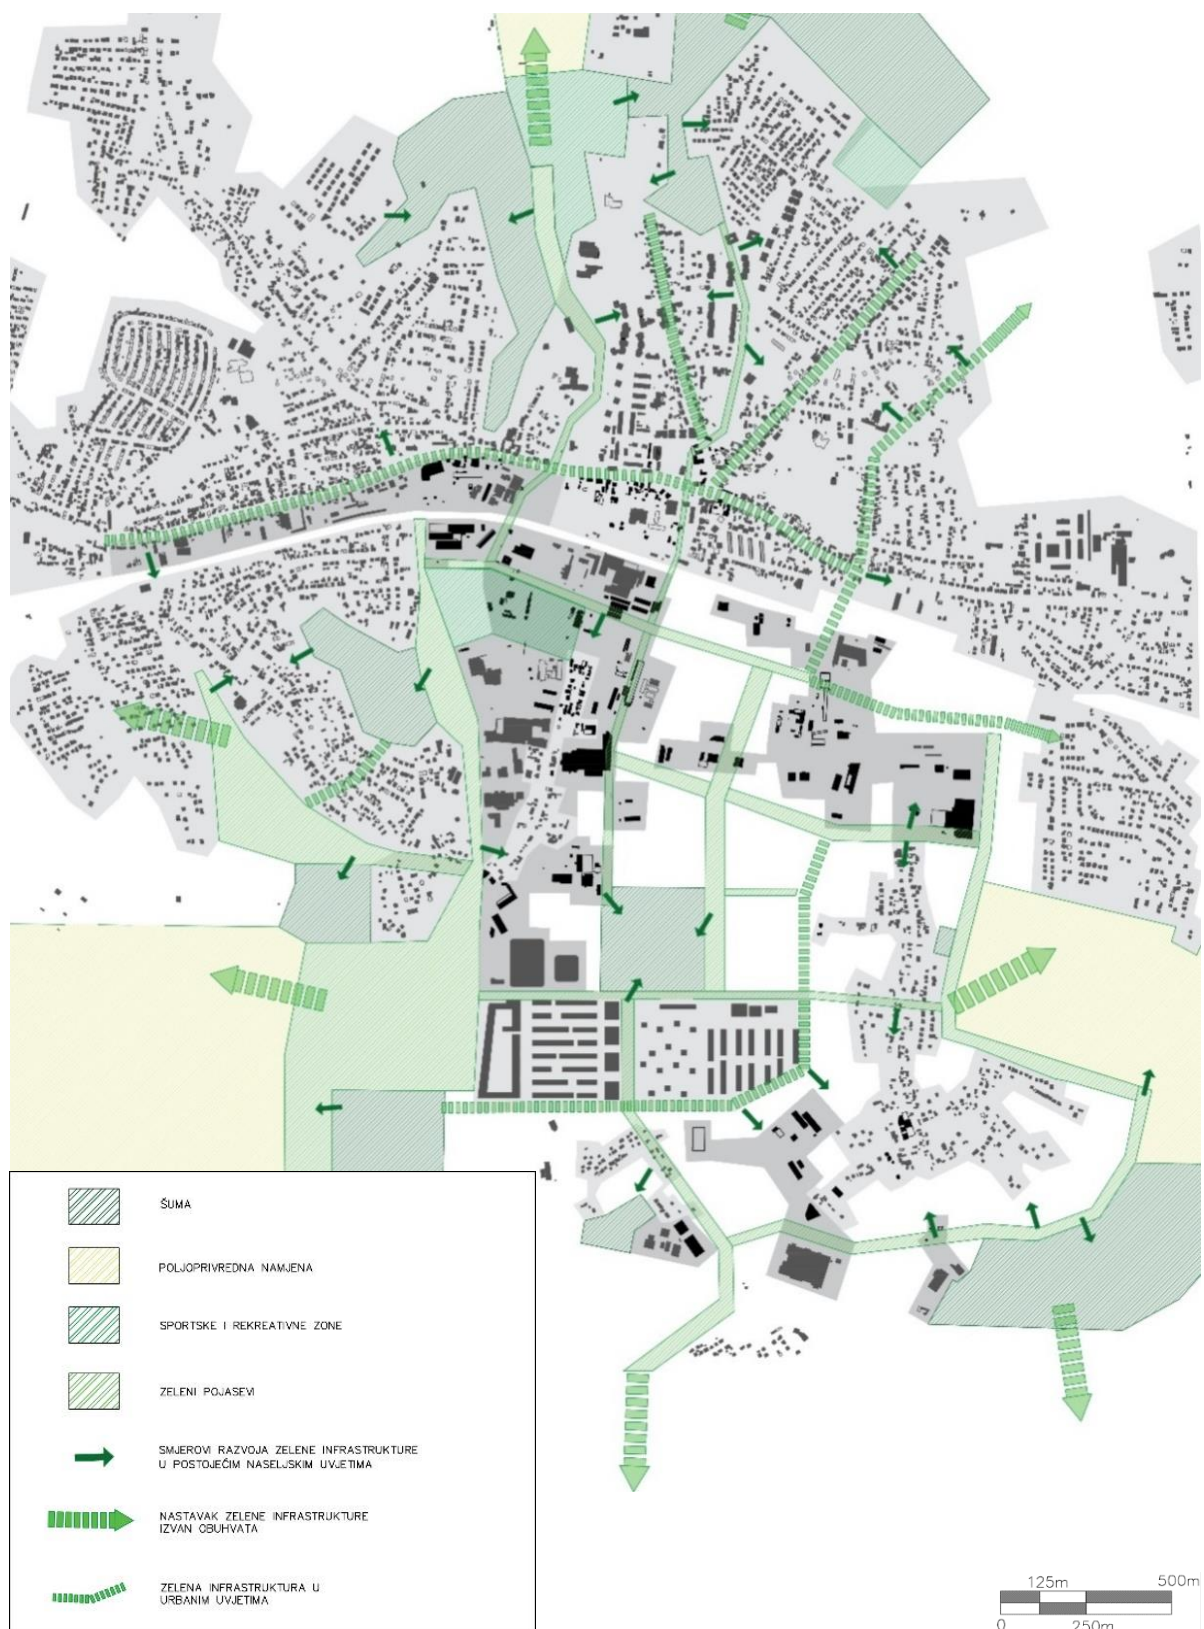 ŠUMA
POLJOPRIVREDNA NAMJENA
SPORTSKE I REKREATIVNE ZONE
ZELENI POJASEVI
SMJEROVI RAZVOJA ZELENE INFRASTRUKTURE
U POSTOJEĆIM NASELJSKIM UVJETIMA
NASTAVAK ZELENE INFRASTRUKTURE
IZVAN OBUHVATA
ZELENA INFRASTRUKTURA U
URBANIM UVJETIMA
125m 500m
0 250m